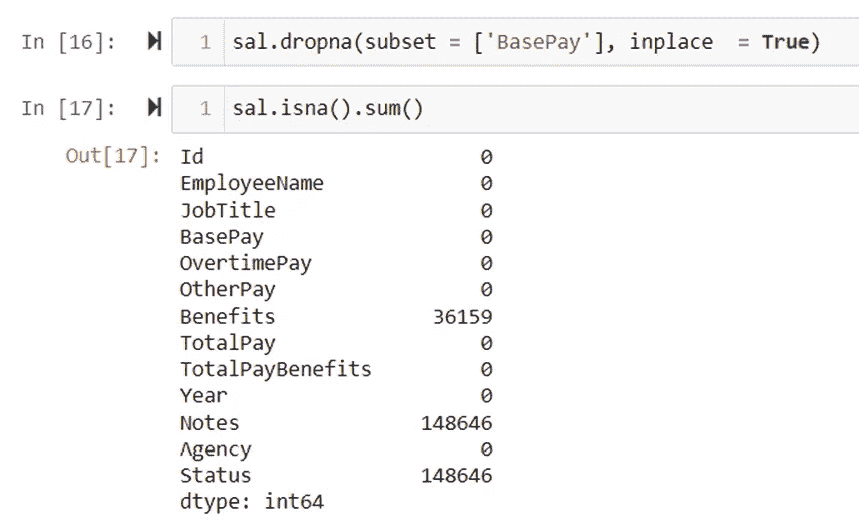 In [16]: 1 sal.dropna(subset = ['BasePay'], inplace  = True)
In [17]: 1 sal.isna().sum()
Out[17]: Id 0
EmployeeName 0
JobTitle 0
BasePay 0
OvertimePay 0
OtherPay 0
Benefits 36159
TotalPay 0
TotalPayBenefits 0
Year 0
Notes 148646
Agency 0
Status 148646
dtype: int64